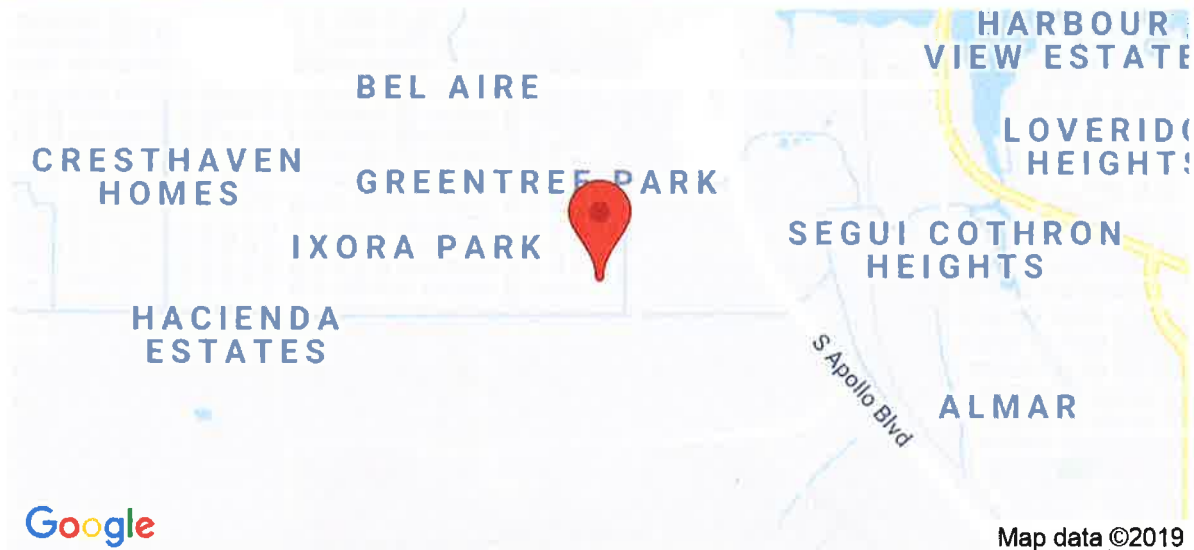 HARBOUR
VIEW ESTATE
BEL AIRE
LOVERIDG
HEIGHTS
CRESTHAVEN
HOMES
GREENTREE PARK
SEGUI COTHRON
HEIGHTS
IXORA PARK
HACIENDA
ESTATES
S Apollo Blvd
ALMAR
Google
Map data ©2019